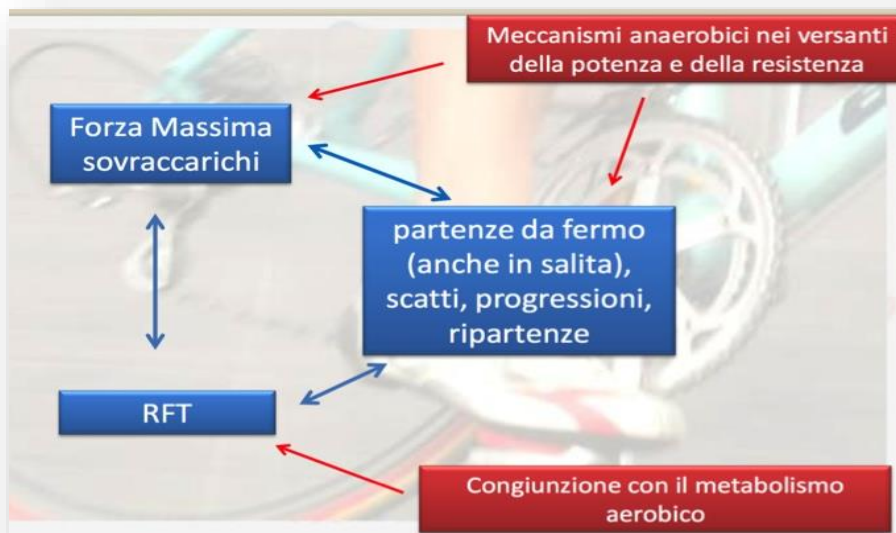 Meccanismi anaerobici nei versanti
della potenza e della resistenza
Forza Massima
sovraccarichi
partenze da fermo
(anche in salita),
scatti, progressioni,
ripartenze
RFT
Congiunzione con il metabolismo
aerobico